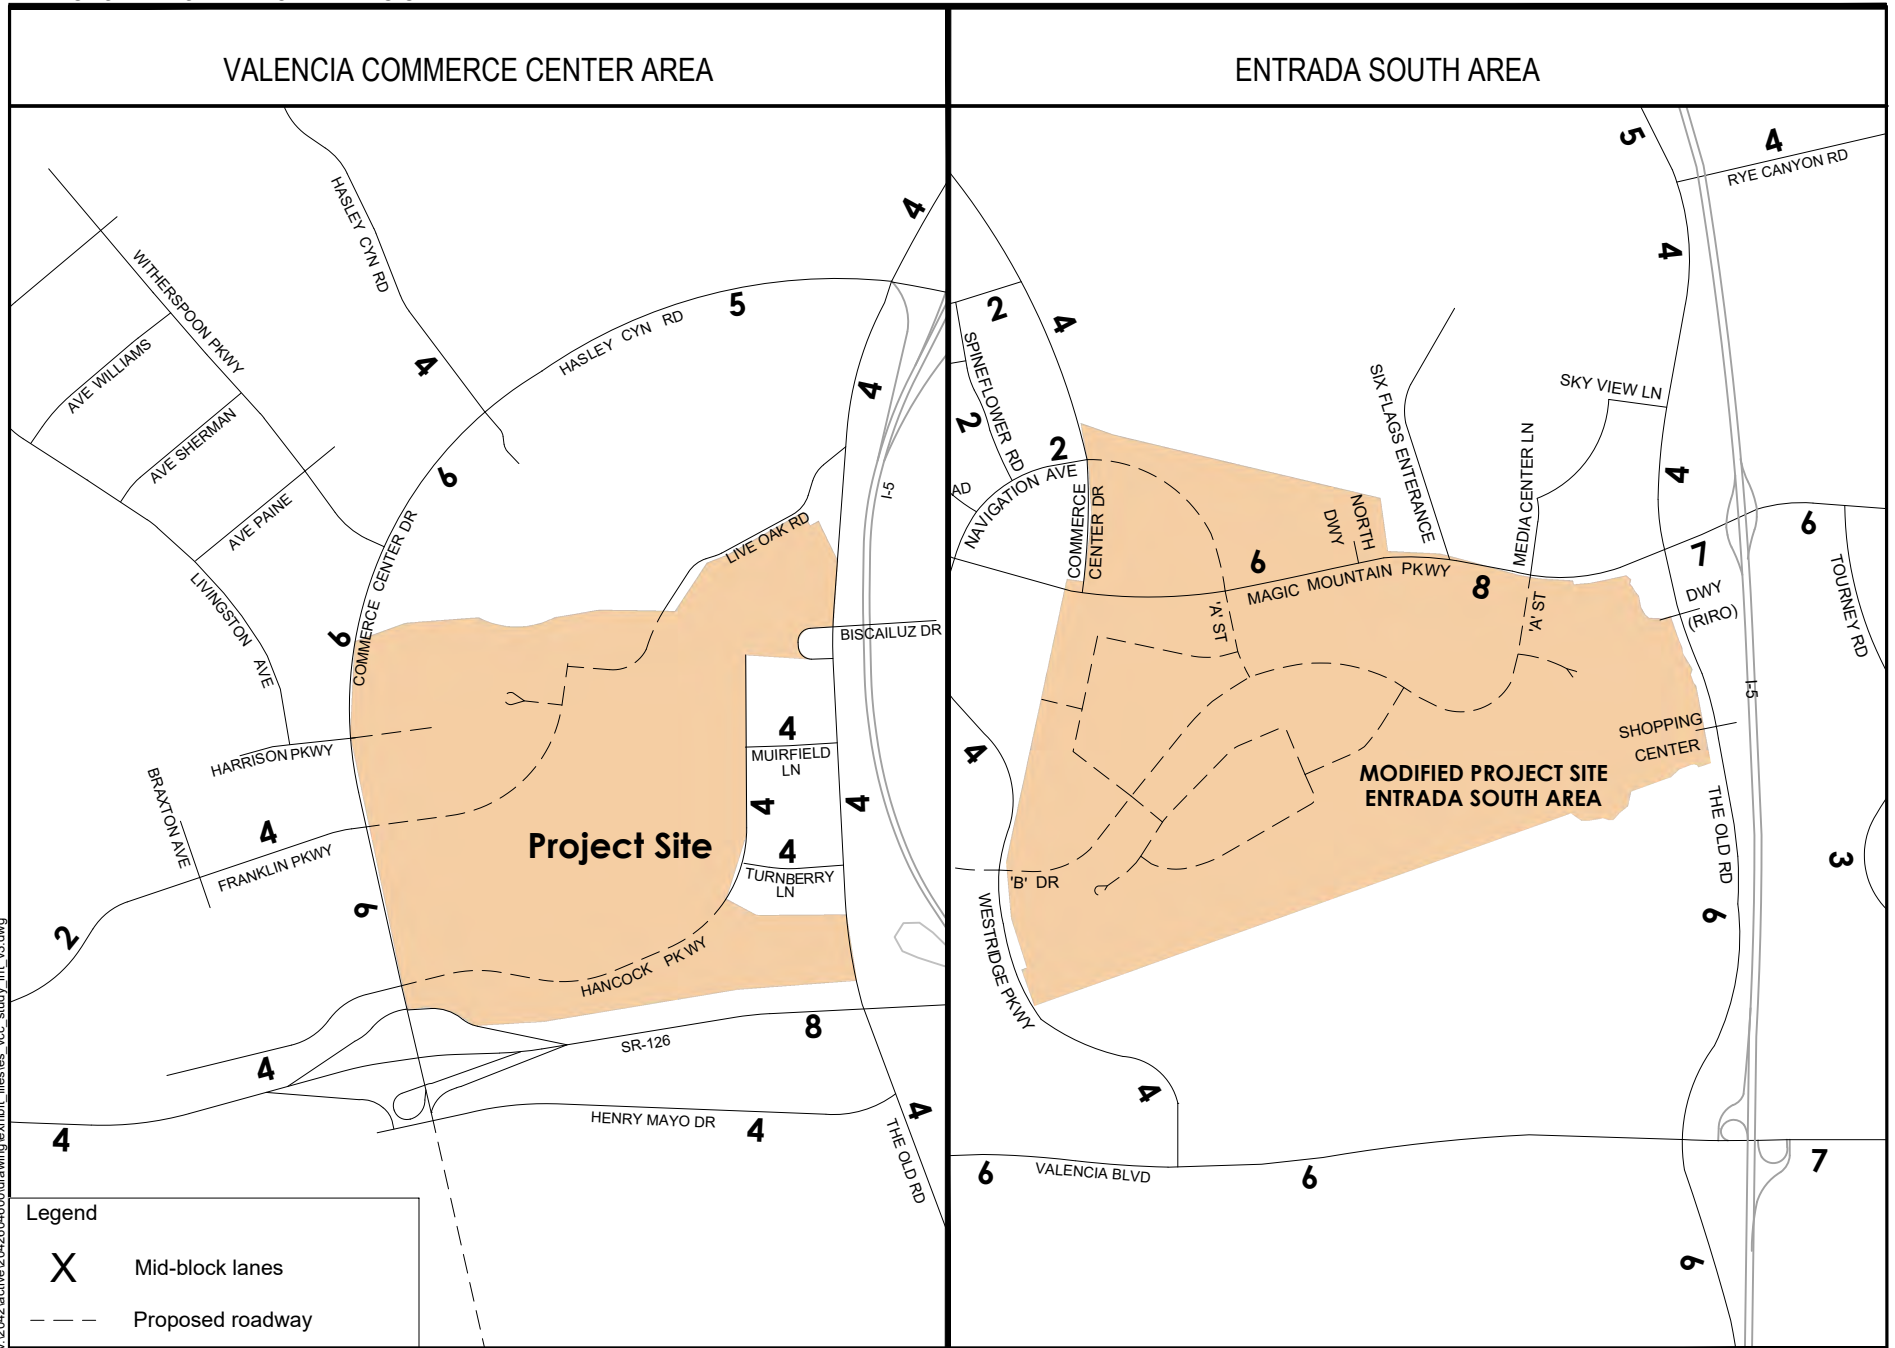 VALENCIA COMMERCE CENTER AREA
HASLEY CYN RD
WITHERSPOON PKWY
AVE WILLIAMS
AVE SHERMAN
AVE PAINE
LIVINGSTON AVE
4
HASLEY CYN RD
5
4
4
I-5
6
COMMERCE CENTER DR
6
LIVE OAK RD
BISCAILUZ DR
HARRISON PKWY
BRAXTON AVE
4
FRANKLIN PKWY
2
6
Project Site
4
MUIRFIELD
LN
4
4
4
TURNBERRY
LN
HANCOCK PKWY
SR-126
8
4
4
HENRY MAYO DR
4
4
THE OLD RD
Legend
X Mid-block lanes
Proposed roadway
ENTRADA SOUTH AREA
5
4
RYE CANYON RD
4
2
4
SPINEFLOWER RD
2
2
NAVIGATION AVE
AD
COMMERCE
CENTER DR
SIX FLAGS ENTERANCE
SKY VIEW LN
MEDIA CENTER LN
4
NORTH
DWY
6
MAGIC MOUNTAIN PKWY
8
7
6
TOURNEY RD
DWY
(RIRO)
'A' ST
'A' ST
I-5
SHOPPING
CENTER
4
MODIFIED PROJECT SITE
ENTRADA SOUTH AREA
THE OLD RD
3
'B' DR
WESTRIDGE PKWY
6
4
6
VALENCIA BLVD
6
7
6